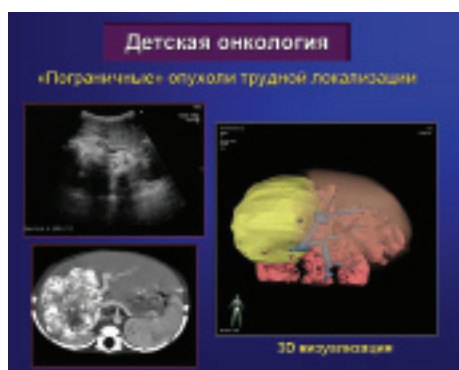 Детская онкология
«Пограничные» опухоли трудной локализации
3D визуализация